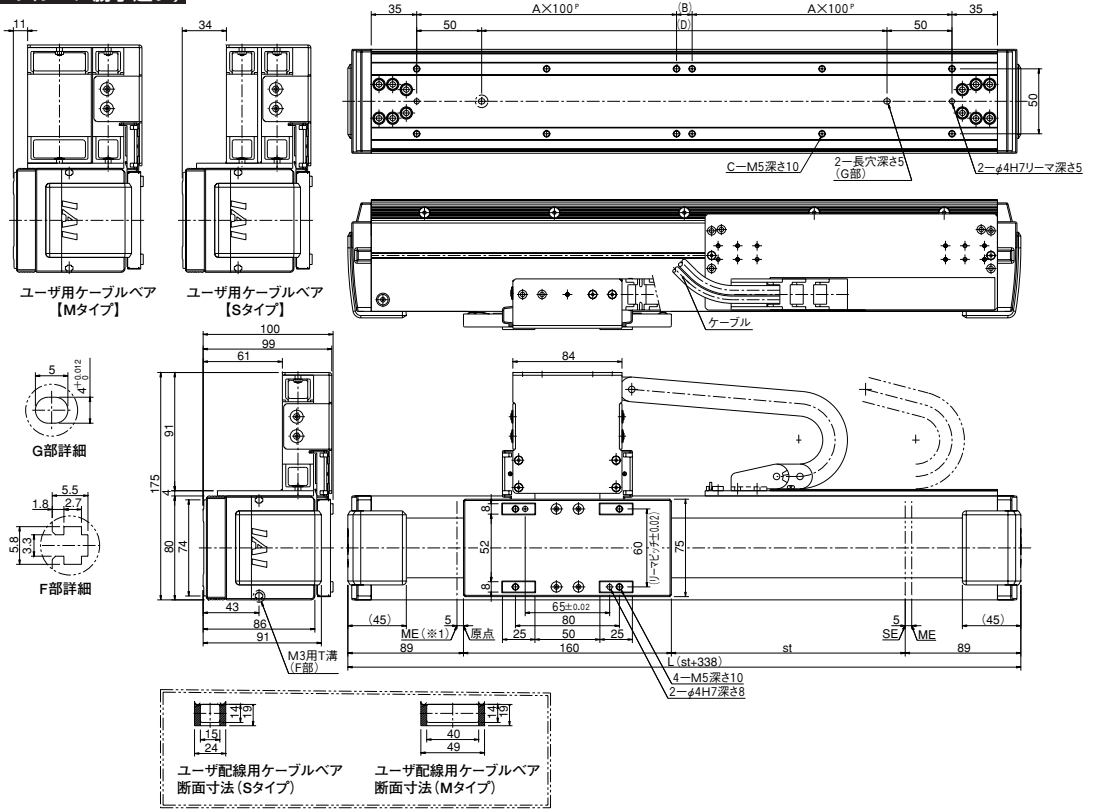 11
34
ユーザ用ケーブルベア
【Mタイプ】
ユーザ用ケーブルベア
【Sタイプ】
35
A×100P
(B)
A×100P
35
50
(D)
50
50
C－M5深さ10
2－長穴深さ5
(G部)
2－φ4H7リーマ深さ5
ケーブル
5
4+0.012 0
G部詳細
5.5
1.8
2.7
5.8
3.3
F部詳細
100
99
61
91
175
4
80
74
43
86
91
M3用T溝
(F部)
84
8
52
8
60
(リーマピッチ±0.02)
75
65±0.02
80
25
50
25
(45)
5
ME(※1)
原点
5
SE
ME
(45)
89
160
st
89
L(st+338)
4－M5深さ10
2－φ4H7深さ8
14
19
15
24
ユーザ配線用ケーブルベア
断面寸法(Sタイプ)
14
19
40
49
ユーザ配線用ケーブルベア
断面寸法(Mタイプ)
IAI
IAI
IAI